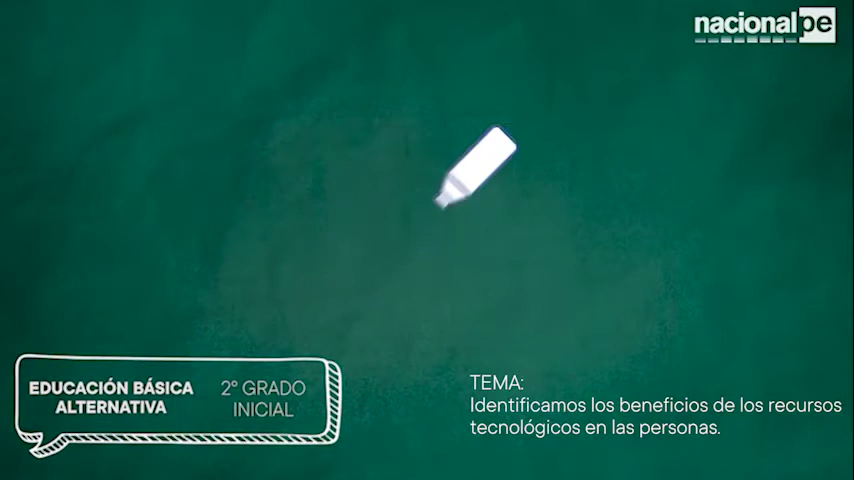 nacionalpe
EDUCACIÓN BÁSICA
ALTERNATIVA
2° GRADO
INICIAL
TEMA:
Identificamos los beneficios de los recursos
tecnológicos en las personas.